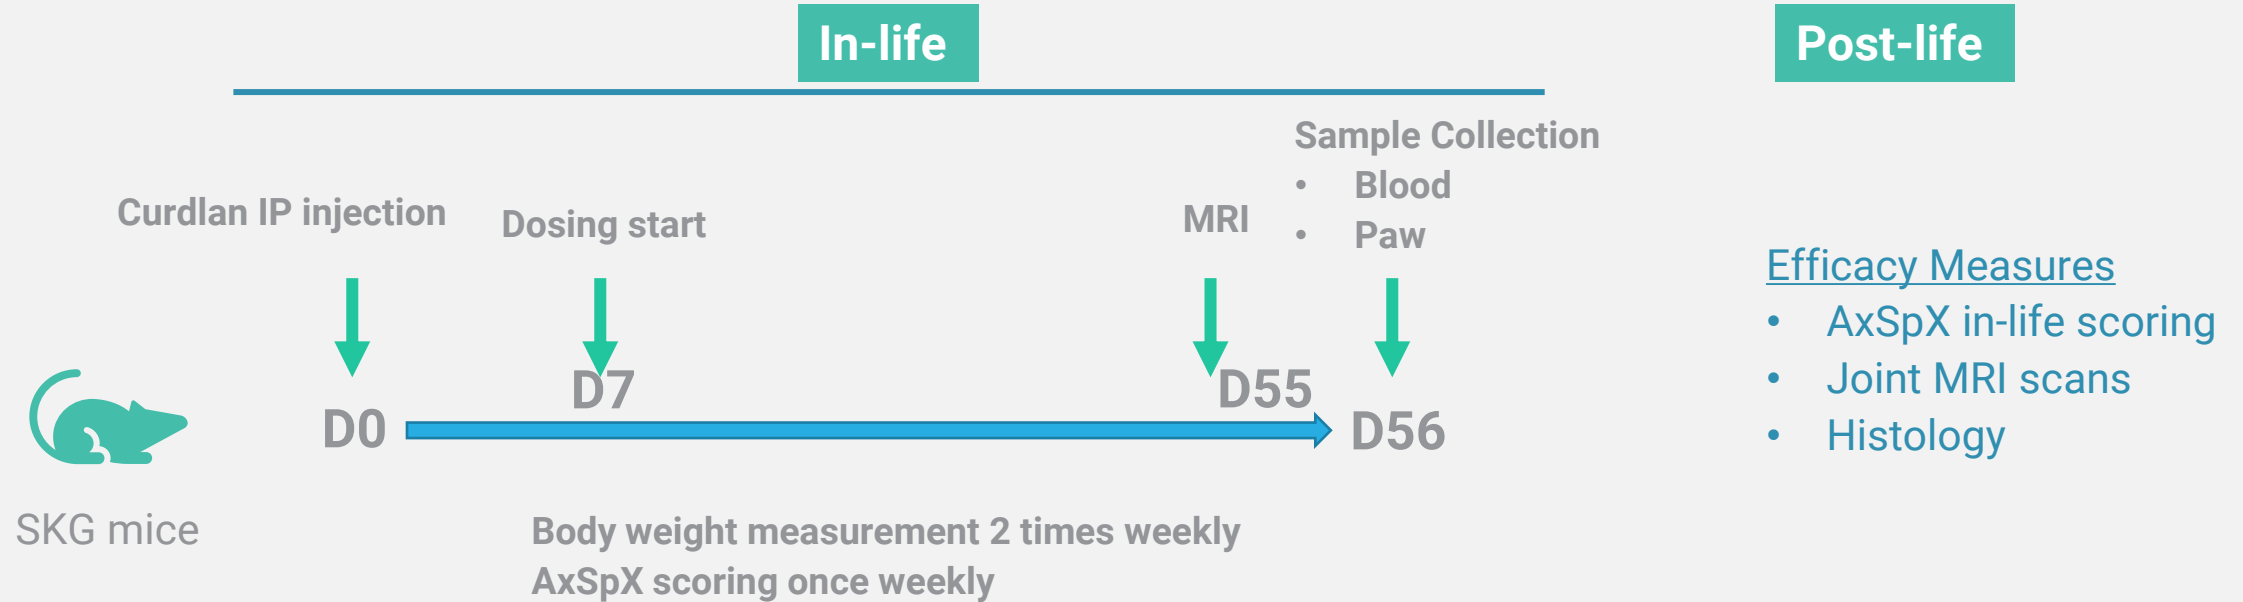 In-life
Post-life
Curdlan IP injection
Dosing start
MRI
Sample Collection
• Blood
• Paw
D0
D7
D55
D56
SKG mice
Body weight measurement 2 times weekly
AxSpX scoring once weekly
Efficacy Measures
• AxSpX in-life scoring
• Joint MRI scans
• Histology